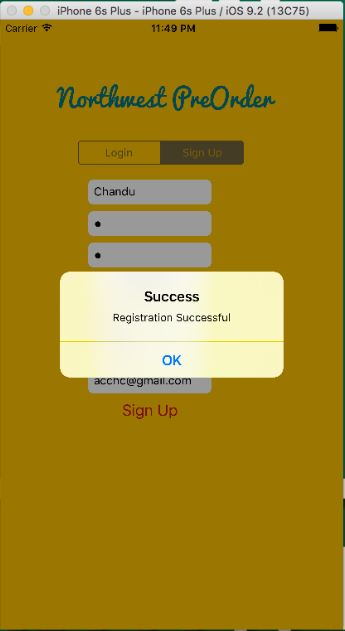 iPhone 6s Plus - iPhone 6s Plus / iOS 9.2 (13C75)
Carrier 11:49 PM
Northwest PreOrder
Login Sign Up
Chandu
Success
Registration Successful
OK
acchc@gmail.com
Sign Up